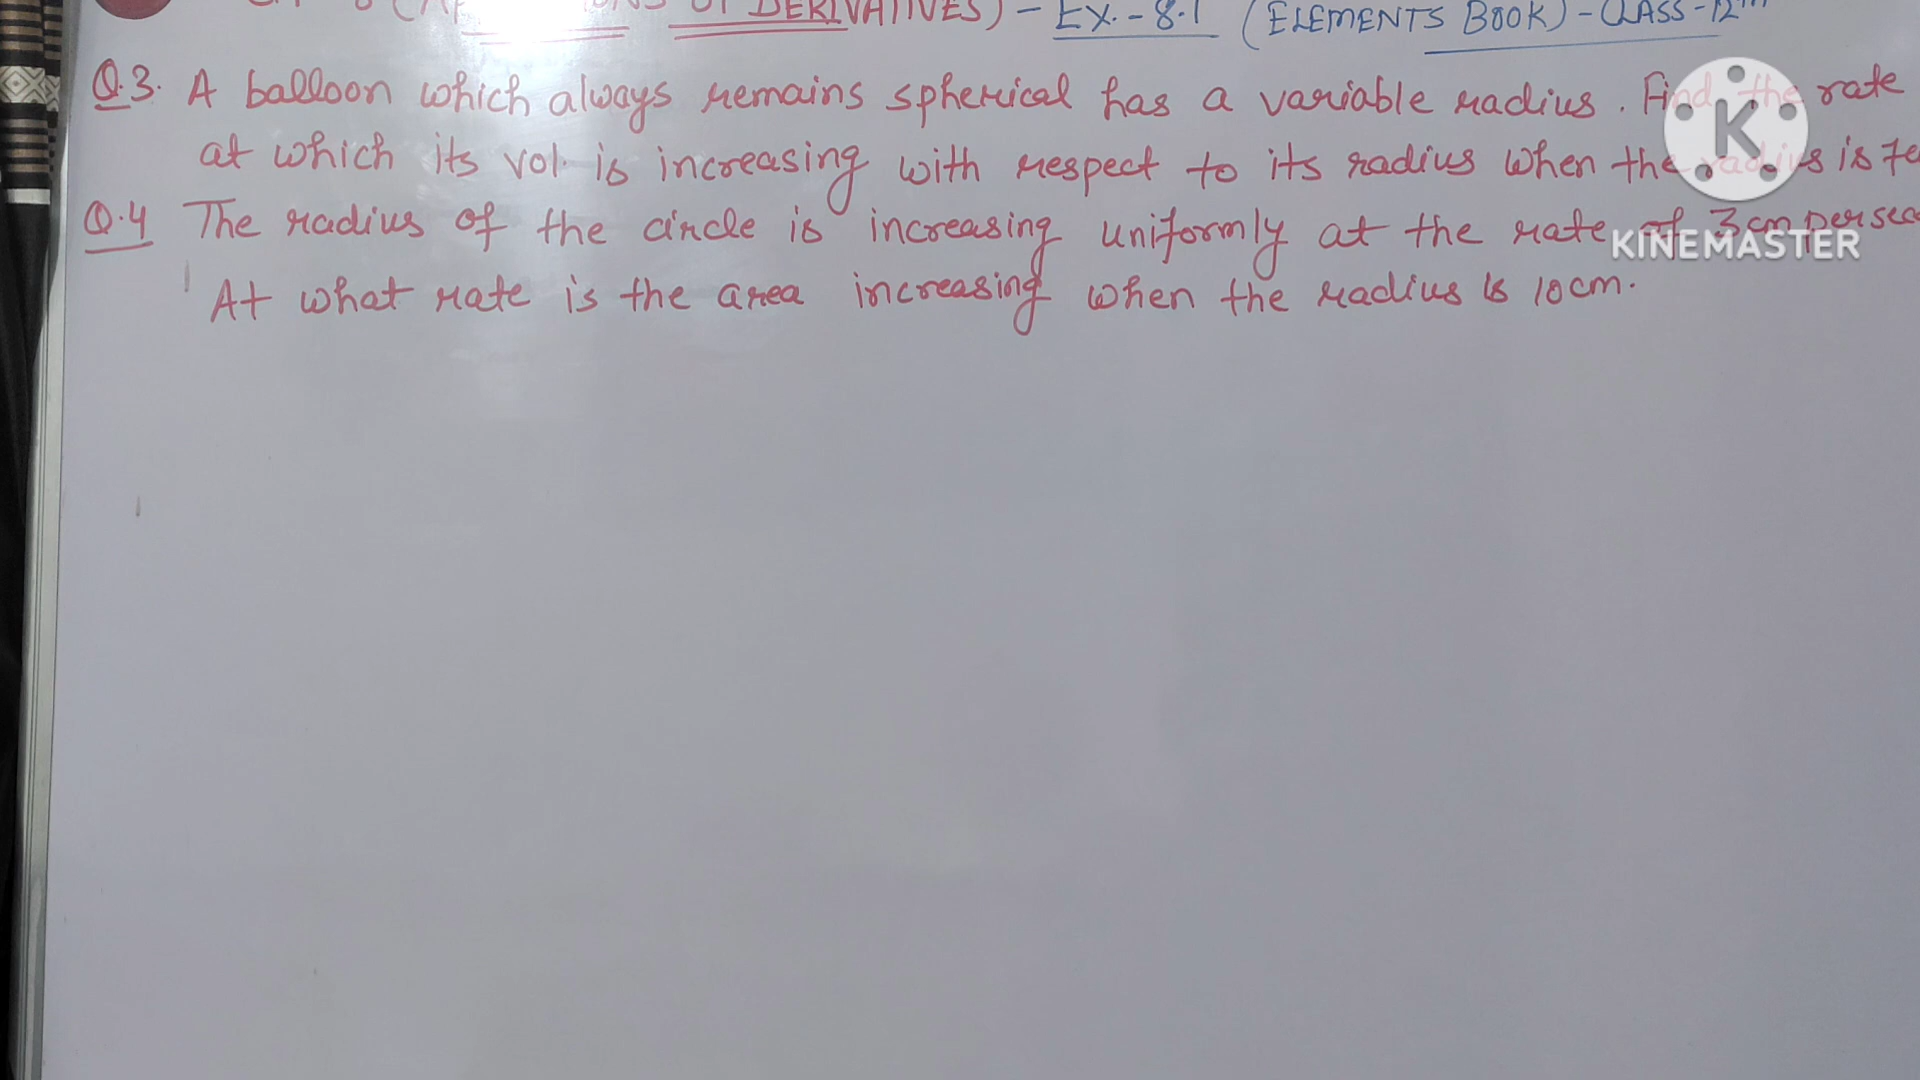 DERIVATIVES) - EX.-8.1 (ELEMENTS BOOK) - CLASS-12th
Q.3. A balloon which always remains spherical has a variable radius. Find the rate
at which its vol. is increasing with respect to its radius when the radius is
Q.4 The radius of the circle is increasing uniformly at the rate of 3cm per
At what rate is the area increasing when the radius is 10cm.
K
KINEMASTER